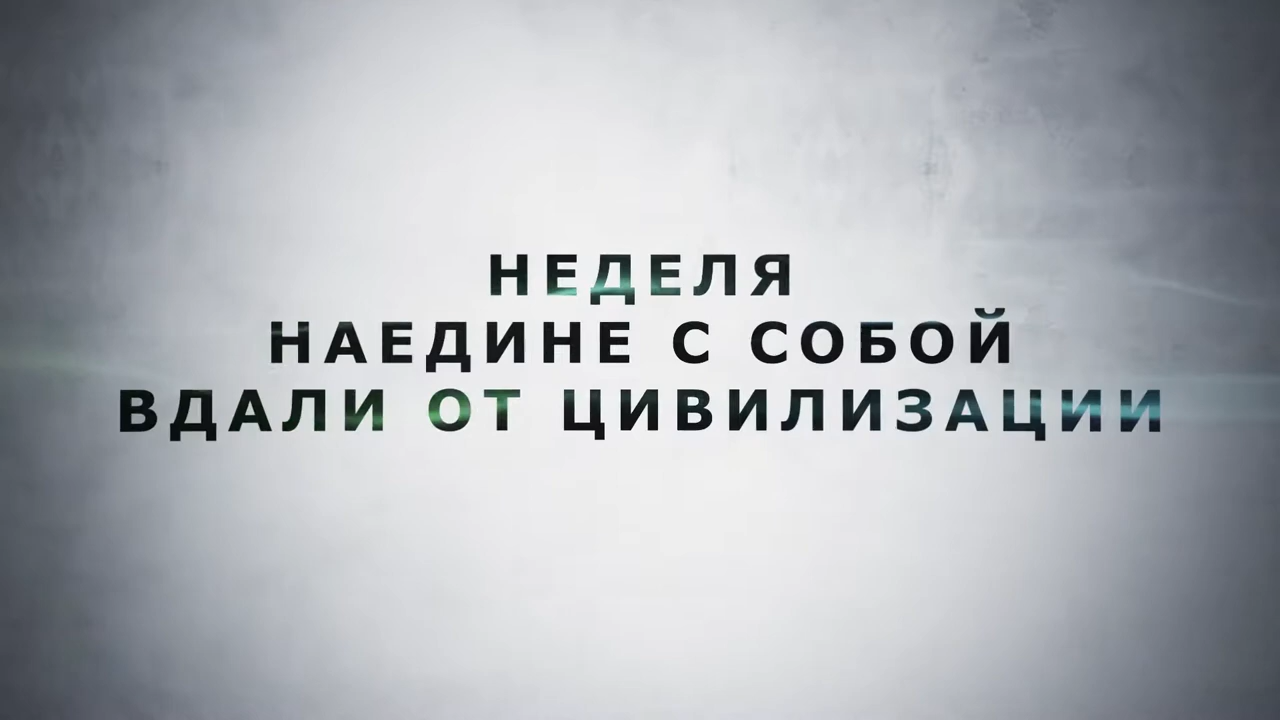 НЕДЕЛЯ
НАЕДИНЕ С СОБОЙ
ВДАЛИ ОТ ЦИВИЛИЗАЦИИ